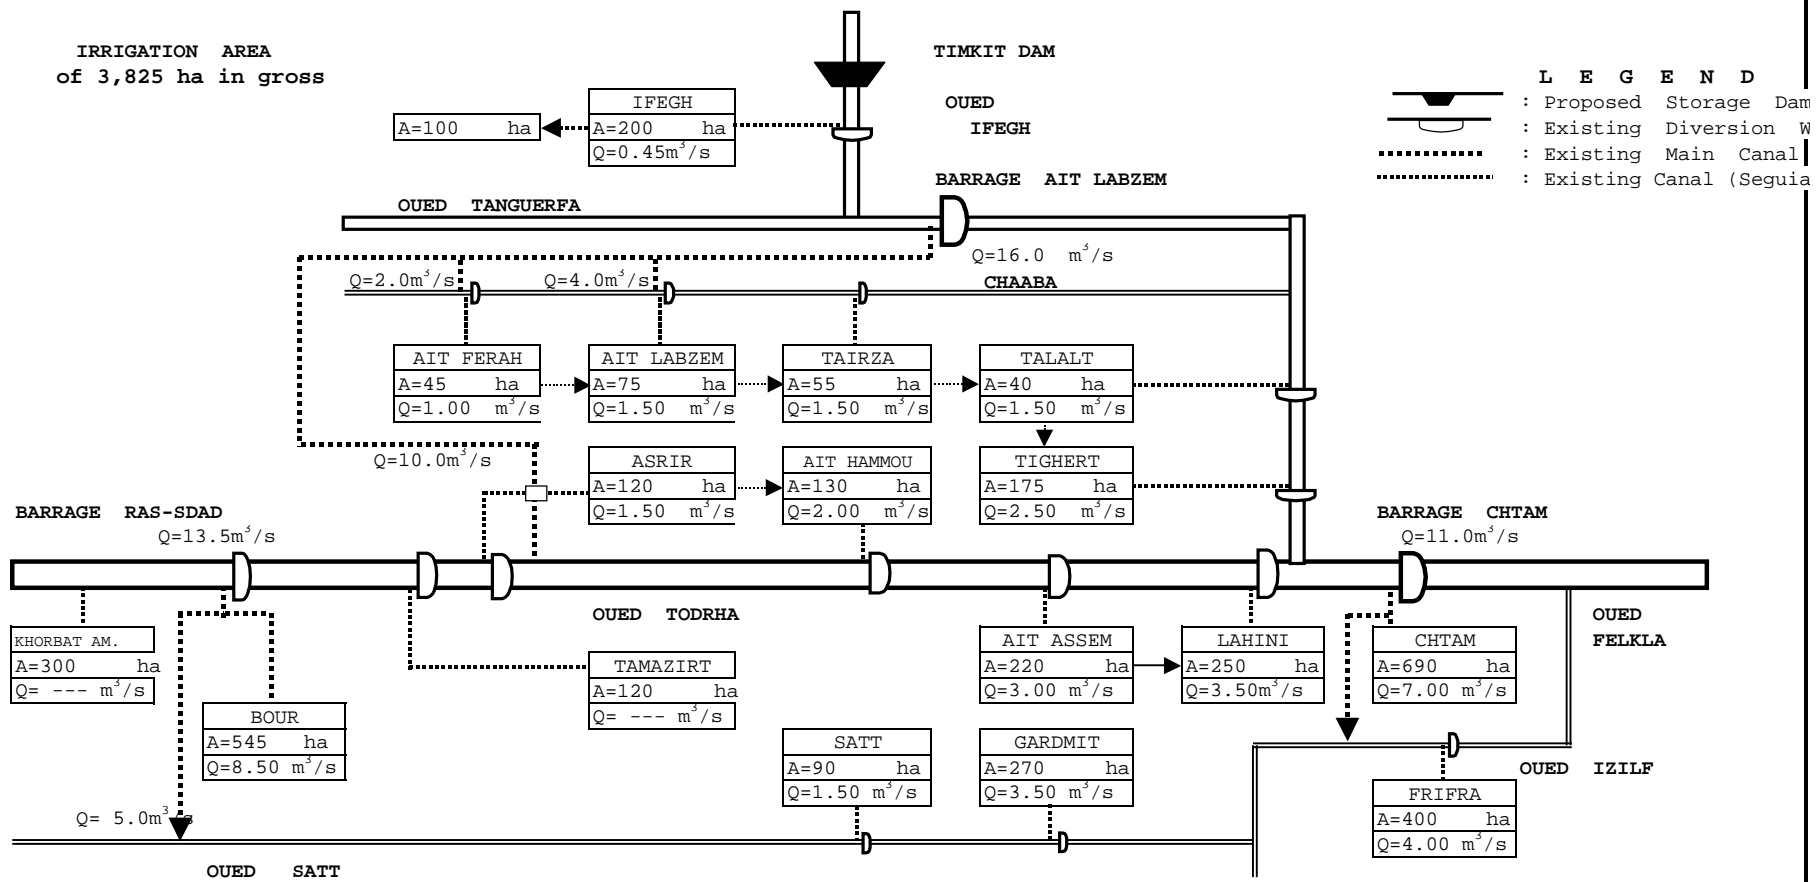 IRRIGATION AREA
of 3,825 ha in gross
TIMKIT DAM
OUED
IFEGH
L E G E N D
: Proposed Storage Dam
: Existing Diversion
: Existing Main Canal
: Existing Canal (Seguia
A=100 ha
IFEGH
A=200 ha
Q=0.45m³/s
BARRAGE AIT LABZEM
OUED TANGUERFA
Q=16.0 m³/s
Q=2.0m³/s
Q=4.0m³/s
CHAABA
AIT FERAH
A=45 ha
Q=1.00 m³/s
AIT LABZEM
A=75 ha
Q=1.50 m³/s
TAIRZA
A=55 ha
Q=1.50 m³/s
TALALT
A=40 ha
Q=1.50 m³/s
Q=10.0m³/s
ASRIR
A=120 ha
Q=1.50 m³/s
AIT HAMMOU
A=130 ha
Q=2.00 m³/s
TIGHERT
A=175 ha
Q=2.50 m³/s
BARRAGE RAS-SDAD
Q=13.5m³/s
BARRAGE CHTAM
Q=11.0m³/s
OUED TODRHA
OUED
FELKLA
KHORBAT AM.
A=300 ha
Q= --- m³/s
BOUR
A=545 ha
Q=8.50 m³/s
TAMAZIRT
A=120 ha
Q= --- m³/s
AIT ASSEM
A=220 ha
Q=3.00 m³/s
LAHINI
A=250 ha
Q=3.50m³/s
CHTAM
A=690 ha
Q=7.00 m³/s
SATT
A=90 ha
Q=1.50 m³/s
GARDMIT
A=270 ha
Q=3.50 m³/s
OUED IZILF
FRIFRA
A=400 ha
Q=4.00 m³/s
Q= 5.0m³/s
OUED SATT